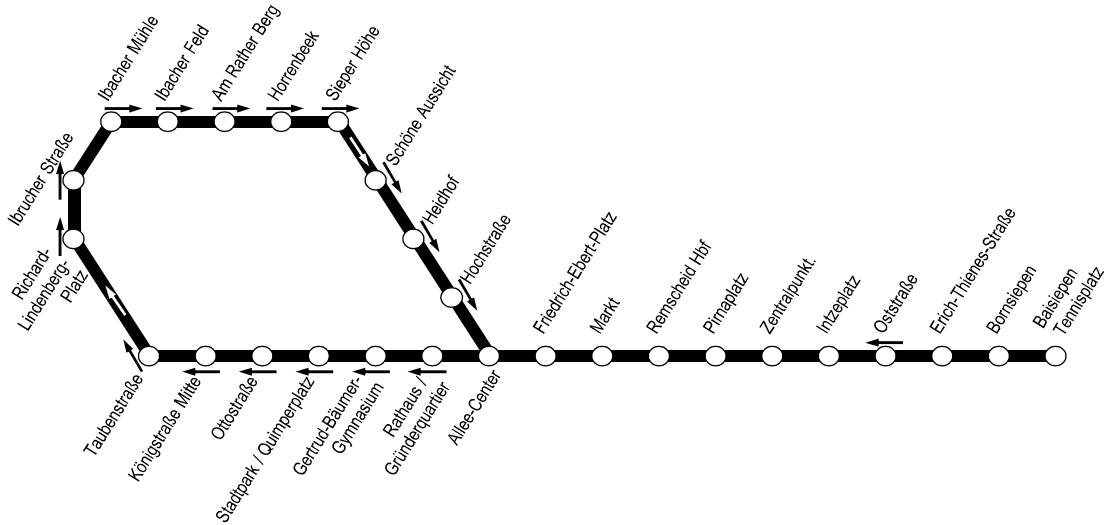 Ibacher Mühle
Ibacher Feld
Am Rather Berg
Horrenbeek
Sieper Höhe
Schöne Aussicht
Heidhof
Hochstraße
Ibrucher Straße
Richard-
Lindenberg-
Platz
Taubenstraße
Königstraße Mitte
Ottostraße
Stadtpark / Quimperplatz
Gertrud-Bäumer-
Gymnasium
Rathaus /
Gründerquartier
Allee-Center
Friedrich-Ebert-Platz
Markt
Remscheid Hbf
Pirnaplatz
Zentralpunkt.
Intzeplatz
Oststraße
Erich-Thienes-Straße
Bornsiepen
Baisiepen
Tennisplatz